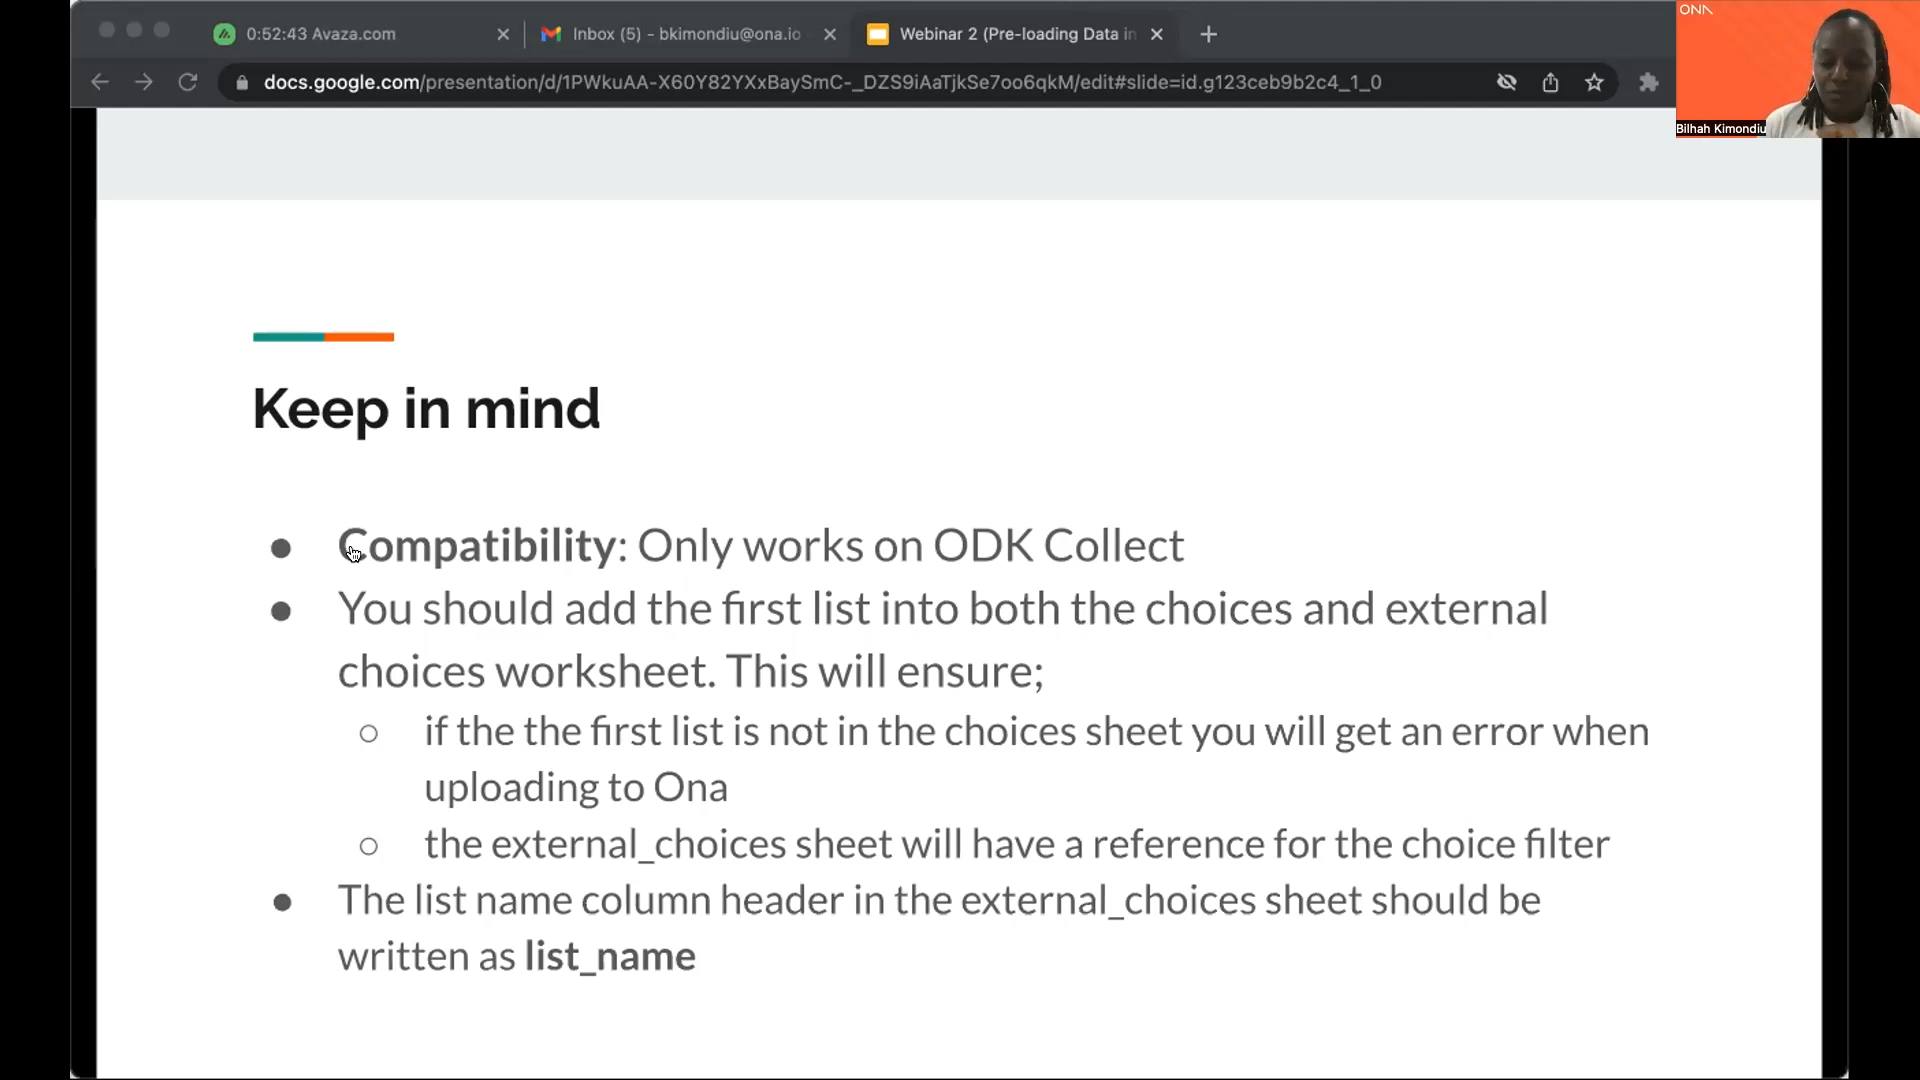 0:52:43 Avaza.com
Inbox (5) - bkimondiu@ona.io
Webinar 2 (Pre-loading Data in
ONA
docs.google.com/presentation/d/1PWkuAA-X60Y82YXxBaySmC-_DZS9iAaTjkSe7oo6qkM/edit#slide=id.g123ceb9b2c4_1_0
Bilhah Kimondiu
Keep in mind
● Compatibility: Only works on ODK Collect
● You should add the first list into both the choices and external
choices worksheet. This will ensure;
○ if the the first list is not in the choices sheet you will get an error when
uploading to Ona
○ the external_choices sheet will have a reference for the choice filter
● The list name column header in the external_choices sheet should be
written as list_name